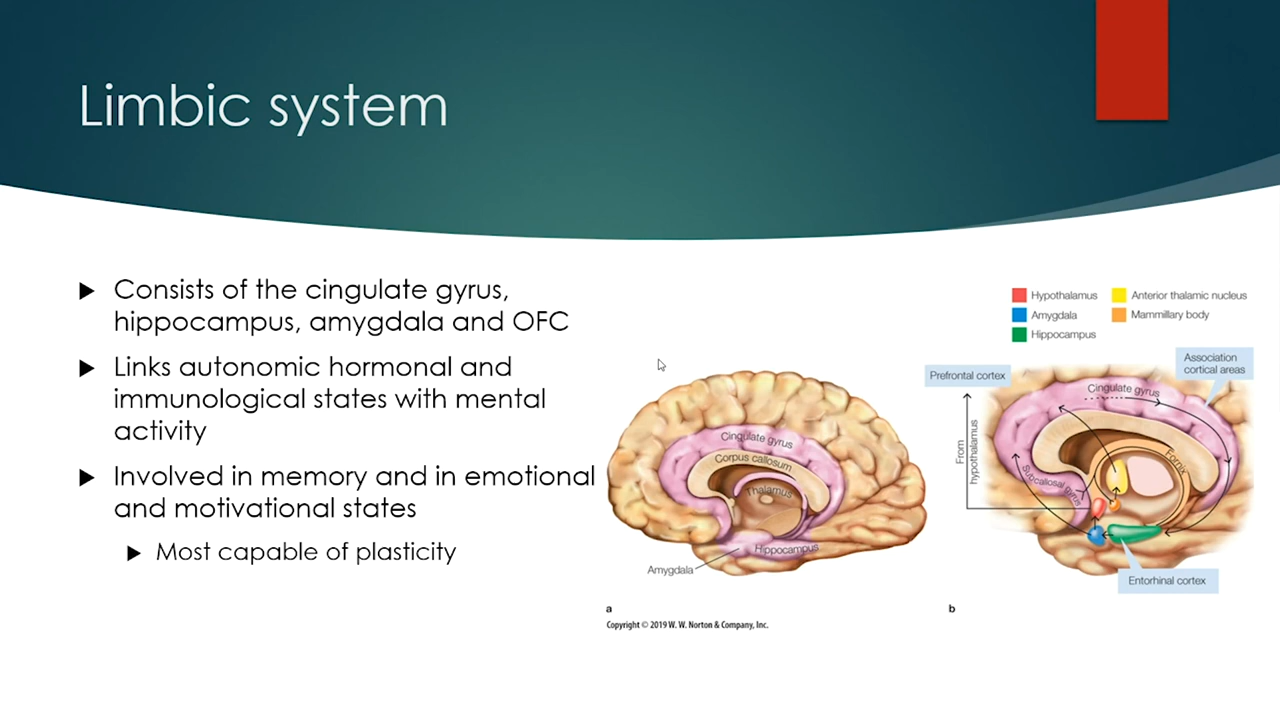 Limbic system
Consists of the cingulate gyrus,
hippocampus, amygdala and OFC
Links autonomic hormonal and
immunological states with mental
activity
Involved in memory and in emotional
and motivational states
Most capable of plasticity
Cingulate gyrus
Corpus callosum
Thalamus
Hippocampus
Amygdala
a
Copyright © 2019 W. W. Norton & Company, Inc.
Hypothalamus
Amygdala
Hippocampus
Anterior thalamic nucleus
Mammillary body
Prefrontal cortex
Association
cortical areas
Cingulate gyrus
From
hypothalamus
Subcallosal gyrus
Fornix
Entorhinal cortex
b